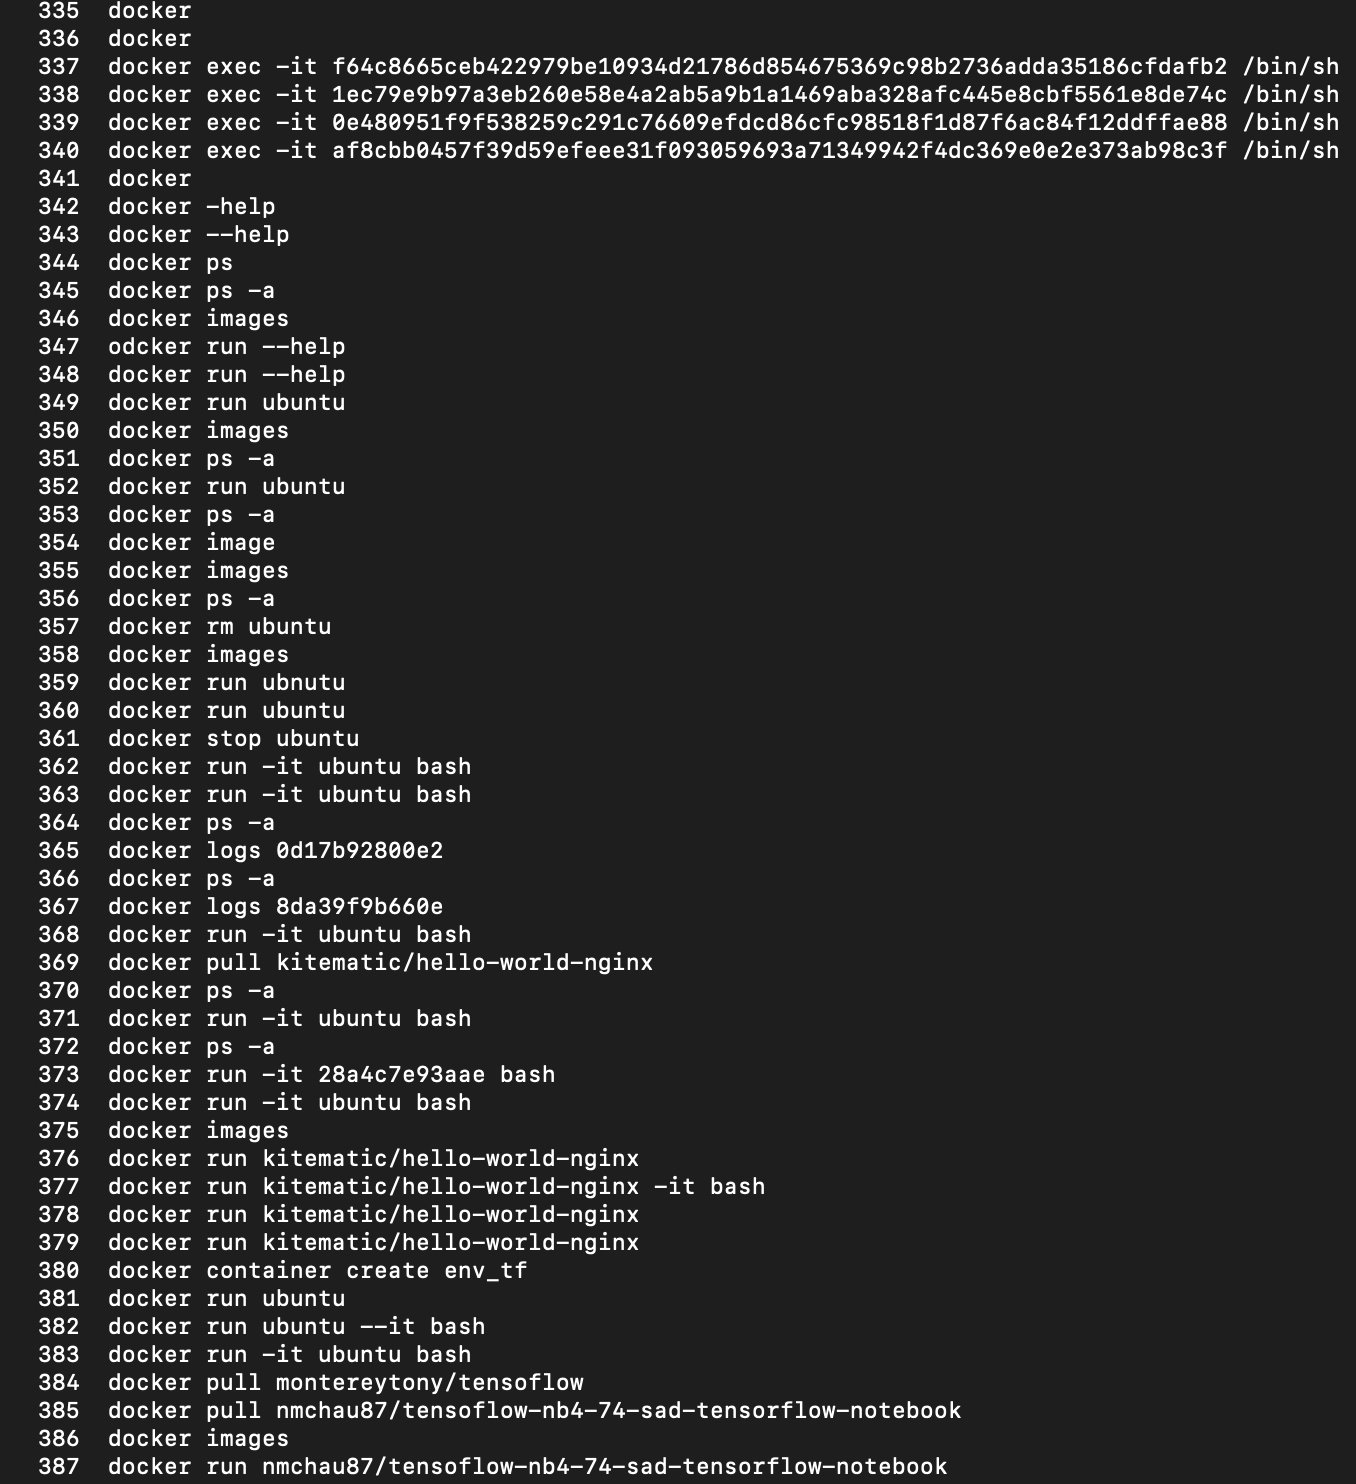 335 docker
336 docker
337 docker exec -it f64c8665ceb422979be10934d21786d854675369c98b2736adda35186cfdafb2 /bin/sh
338 docker exec -it 1ec79e9b97a3eb260e58e4a2ab5a9b1a1469aba328afc445e8cbf5561e8de74c /bin/sh
339 docker exec -it 0e480951f9f538259c291c76609efdcd86cfc98518f1d87f6ac84f12ddffae88 /bin/sh
340 docker exec -it af8cbb0457f39d59efeee31f093059693a71349942f4dc369e0e2e373ab98c3f /bin/sh
341 docker
342 docker -help
343 docker --help
344 docker ps
345 docker ps -a
346 docker images
347 odcker run --help
348 docker run --help
349 docker run ubuntu
350 docker images
351 docker ps -a
352 docker run ubuntu
353 docker ps -a
354 docker image
355 docker images
356 docker ps -a
357 docker rm ubuntu
358 docker images
359 docker run ubnutu
360 docker run ubuntu
361 docker stop ubuntu
362 docker run -it ubuntu bash
363 docker run -it ubuntu bash
364 docker ps -a
365 docker logs 0d17b92800e2
366 docker ps -a
367 docker logs 8da39f9b660e
368 docker run -it ubuntu bash
369 docker pull kitematic/hello-world-nginx
370 docker ps -a
371 docker run -it ubuntu bash
372 docker ps -a
373 docker run -it 28a4c7e93aae bash
374 docker run -it ubuntu bash
375 docker images
376 docker run kitematic/hello-world-nginx
377 docker run kitematic/hello-world-nginx -it bash
378 docker run kitematic/hello-world-nginx
379 docker run kitematic/hello-world-nginx
380 docker container create env_tf
381 docker run ubuntu
382 docker run ubuntu --it bash
383 docker run -it ubuntu bash
384 docker pull montereytony/tensoflow
385 docker pull nmchau87/tensoflow-nb4-74-sad-tensorflow-notebook
386 docker images
387 docker run nmchau87/tensoflow-nb4-74-sad-tensorflow-notebook